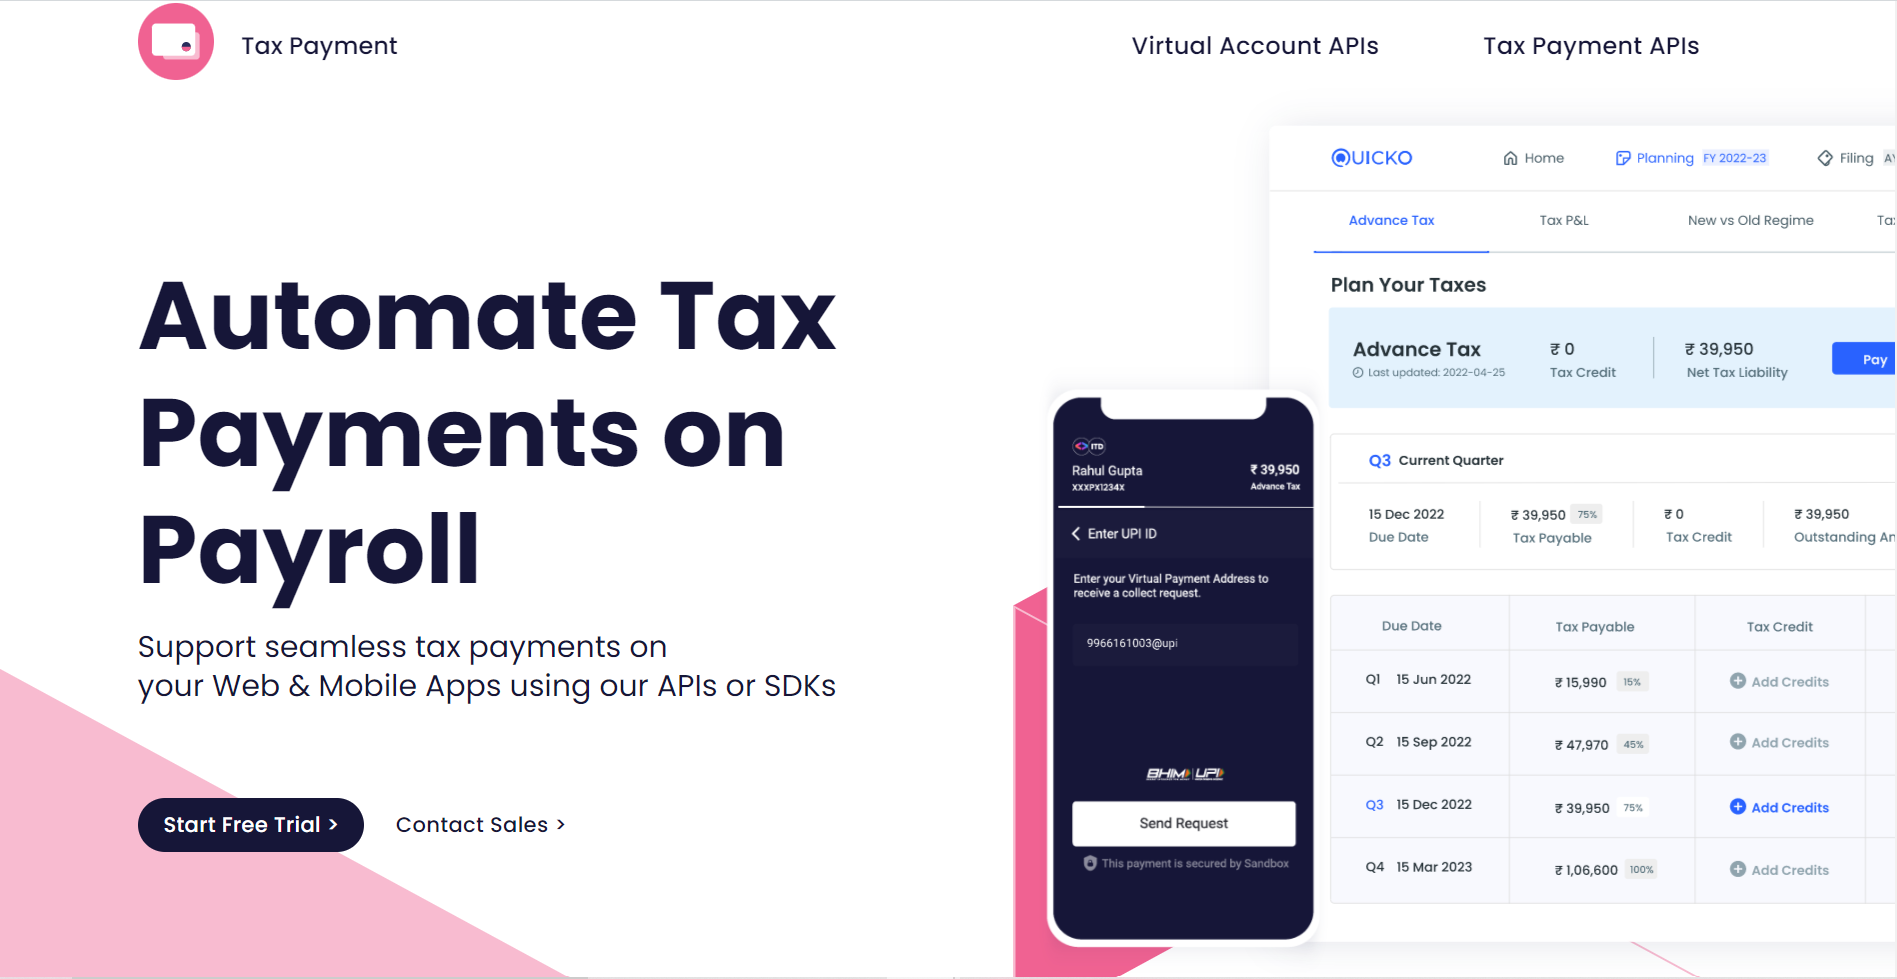 Tax Payment
Virtual Account APIs
Tax Payment APIs
Automate Tax
Payments on
Payroll
Support seamless tax payments on
your Web & Mobile Apps using our APIs or SDKs
Start Free Trial >
Contact Sales >
QUICKO
Home
Planning FY 2022-23
Filing
Advance Tax
Tax P&L
New vs Old Regime
Plan Your Taxes
Advance Tax
Last updated: 2022-04-25
₹ 0
Tax Credit
₹ 39,950
Net Tax Liability
Pay
Q3 Current Quarter
15 Dec 2022
Due Date
₹ 39,950 75%
Tax Payable
₹ 0
Tax Credit
₹ 39,950
Outstanding An
Due Date Tax Payable Tax Credit
Q1 15 Jun 2022 ₹ 15,990 15% Add Credits
Q2 15 Sep 2022 ₹ 47,970 45% Add Credits
Q3 15 Dec 2022 ₹ 39,950 75% Add Credits
Q4 15 Mar 2023 ₹ 1,06,600 100% Add Credits
ITD
Rahul Gupta ₹ 39,950
XXXPX1234X Advance Tax
Enter UPI ID
Enter your Virtual Payment Address to
receive a collect request.
9966161003@upi
BHIM UPI
Send Request
This payment is secured by Sandbox